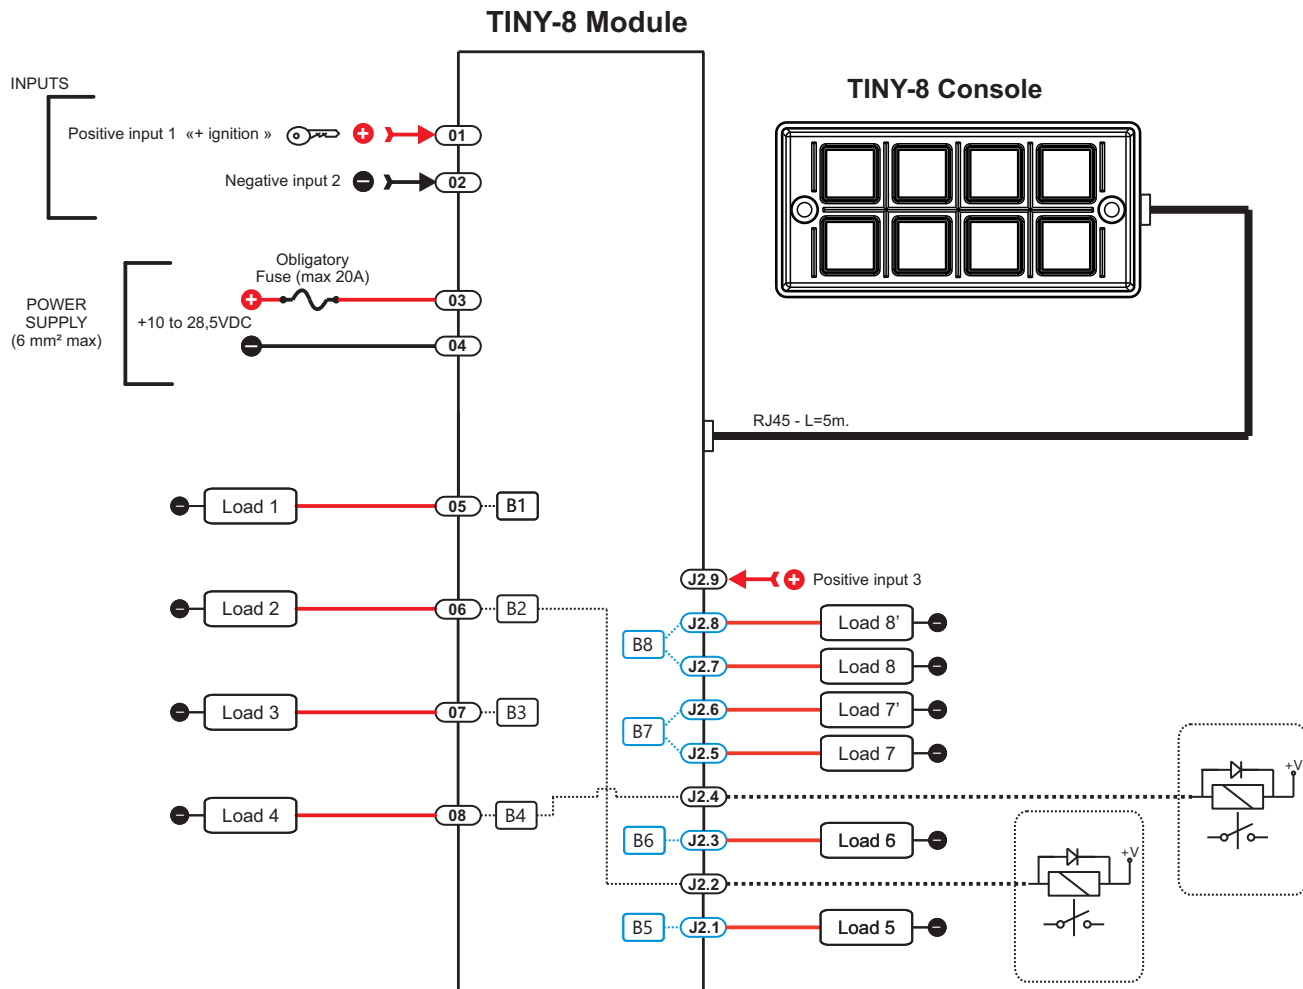 TINY-8 Module
TINY-8 Console
INPUTS
Positive input 1 «+ ignition »
01
Negative input 2
02
Obligatory
Fuse (max 20A)
POWER
SUPPLY
(6 mm² max)
+10 to 28,5VDC
03
04
RJ45 - L=5m.
Load 1
05
B1
J2.9
Positive input 3
Load 2
06
B2
B8
J2.8
Load 8'
J2.7
Load 8
Load 3
07
B3
B7
J2.6
Load 7'
J2.5
Load 7
+V
J2.4
Load 4
08
B4
B6
J2.3
Load 6
+V
J2.2
B5
J2.1
Load 5